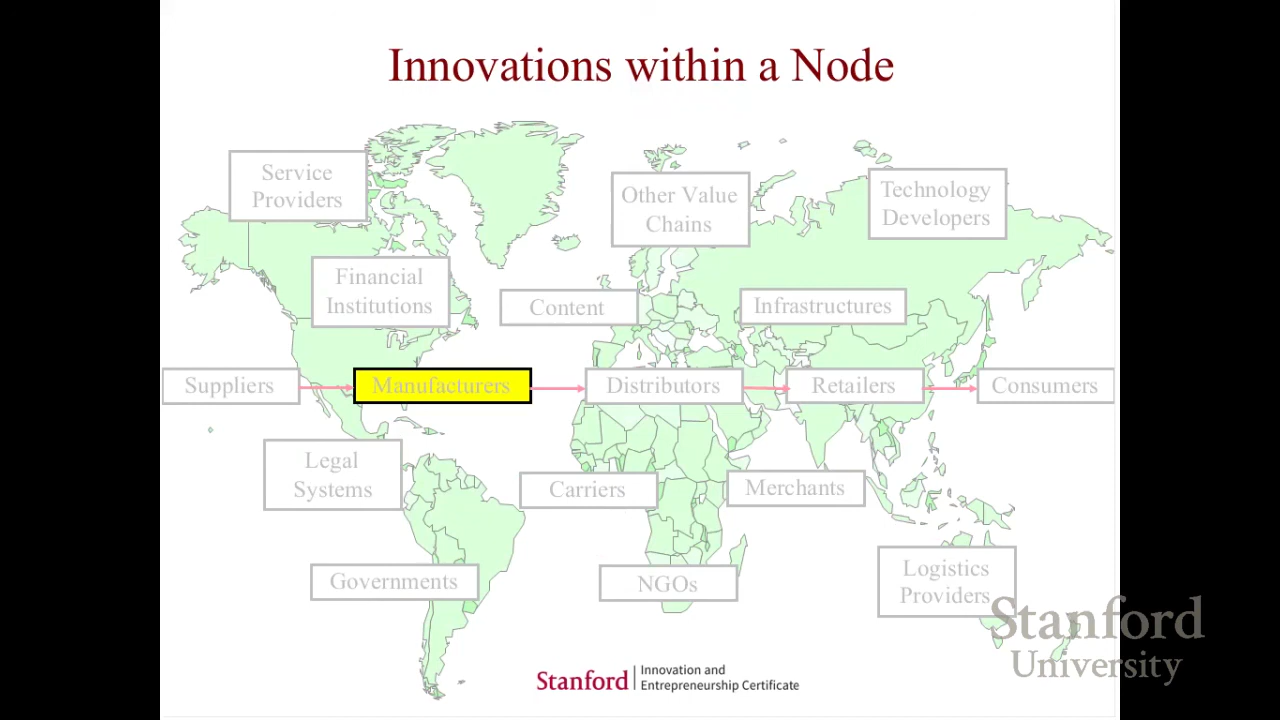 Innovations within a Node
Service
Providers
Other Value
Chains
Technology
Developers
Financial
Institutions
Content
Infrastructures
Suppliers
Manufacturers
Distributors
Retailers
Consumers
Legal
Systems
Carriers
Merchants
Governments
NGOs
Logistics
Providers
Stanford
University
Stanford
Innovation and
Entrepreneurship Certificate